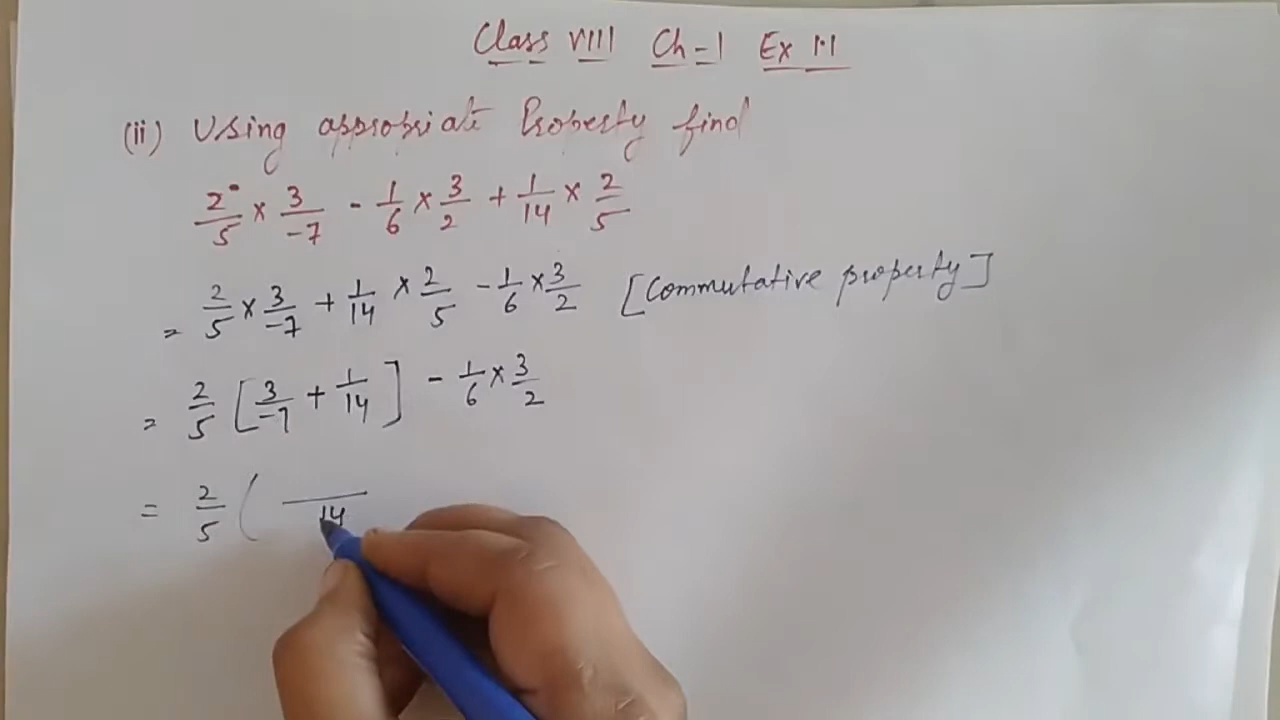 Class VIII Ch-1 Ex 1.1
(ii) Using appropriate Property find
2/5 × 3/-7 - 1/6 × 3/2 + 1/14 × 2/5
= 2/5 × 3/-7 + 1/14 × 2/5 - 1/6 × 3/2 [Commutative property]
= 2/5 [3/-7 + 1/14] - 1/6 × 3/2
= 2/5 ( /14